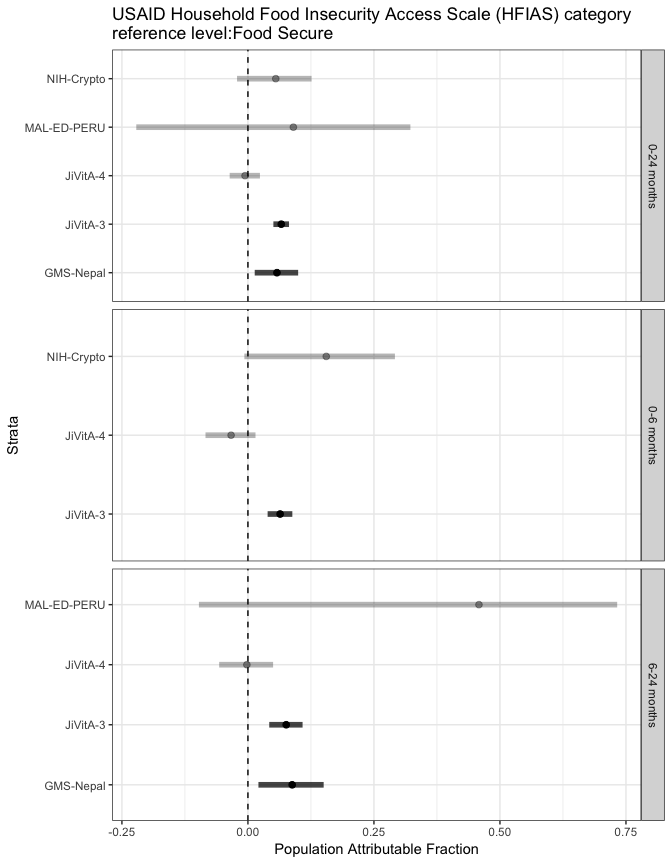 USAID Household Food Insecurity Access Scale (HFIAS) category
reference level:Food Secure
NIH-Crypto
MAL-ED-PERU
JiVitA-4
JiVitA-3
GMS-Nepal
0-24 months
NIH-Crypto
JiVitA-4
JiVitA-3
0-6 months
MAL-ED-PERU
JiVitA-4
JiVitA-3
GMS-Nepal
6-24 months
Strata
-0.25 0.00 0.25 0.50 0.75
Population Attributable Fraction